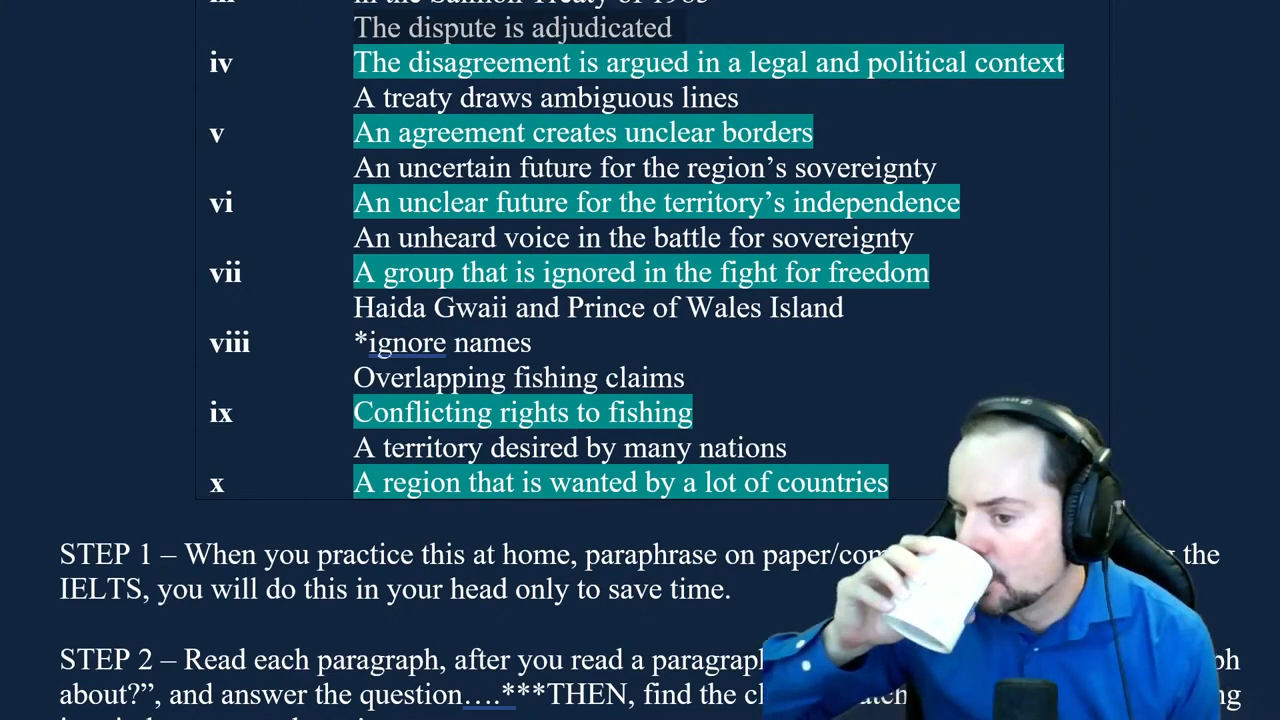 The dispute is adjudicated
iv The disagreement is argued in a legal and political context
A treaty draws ambiguous lines
v An agreement creates unclear borders
An uncertain future for the region's sovereignty
vi An unclear future for the territory's independence
An unheard voice in the battle for sovereignty
vii A group that is ignored in the fight for freedom
Haida Gwaii and Prince of Wales Island
viii *ignore names
Overlapping fishing claims
ix Conflicting rights to fishing
A territory desired by many nations
x A region that is wanted by a lot of countries
STEP 1 – When you practice this at home, paraphrase on the
IELTS, you will do this in your head only to save time.
STEP 2 – Read each paragraph, after you read a
about?”, and answer the question….***THEN, find the